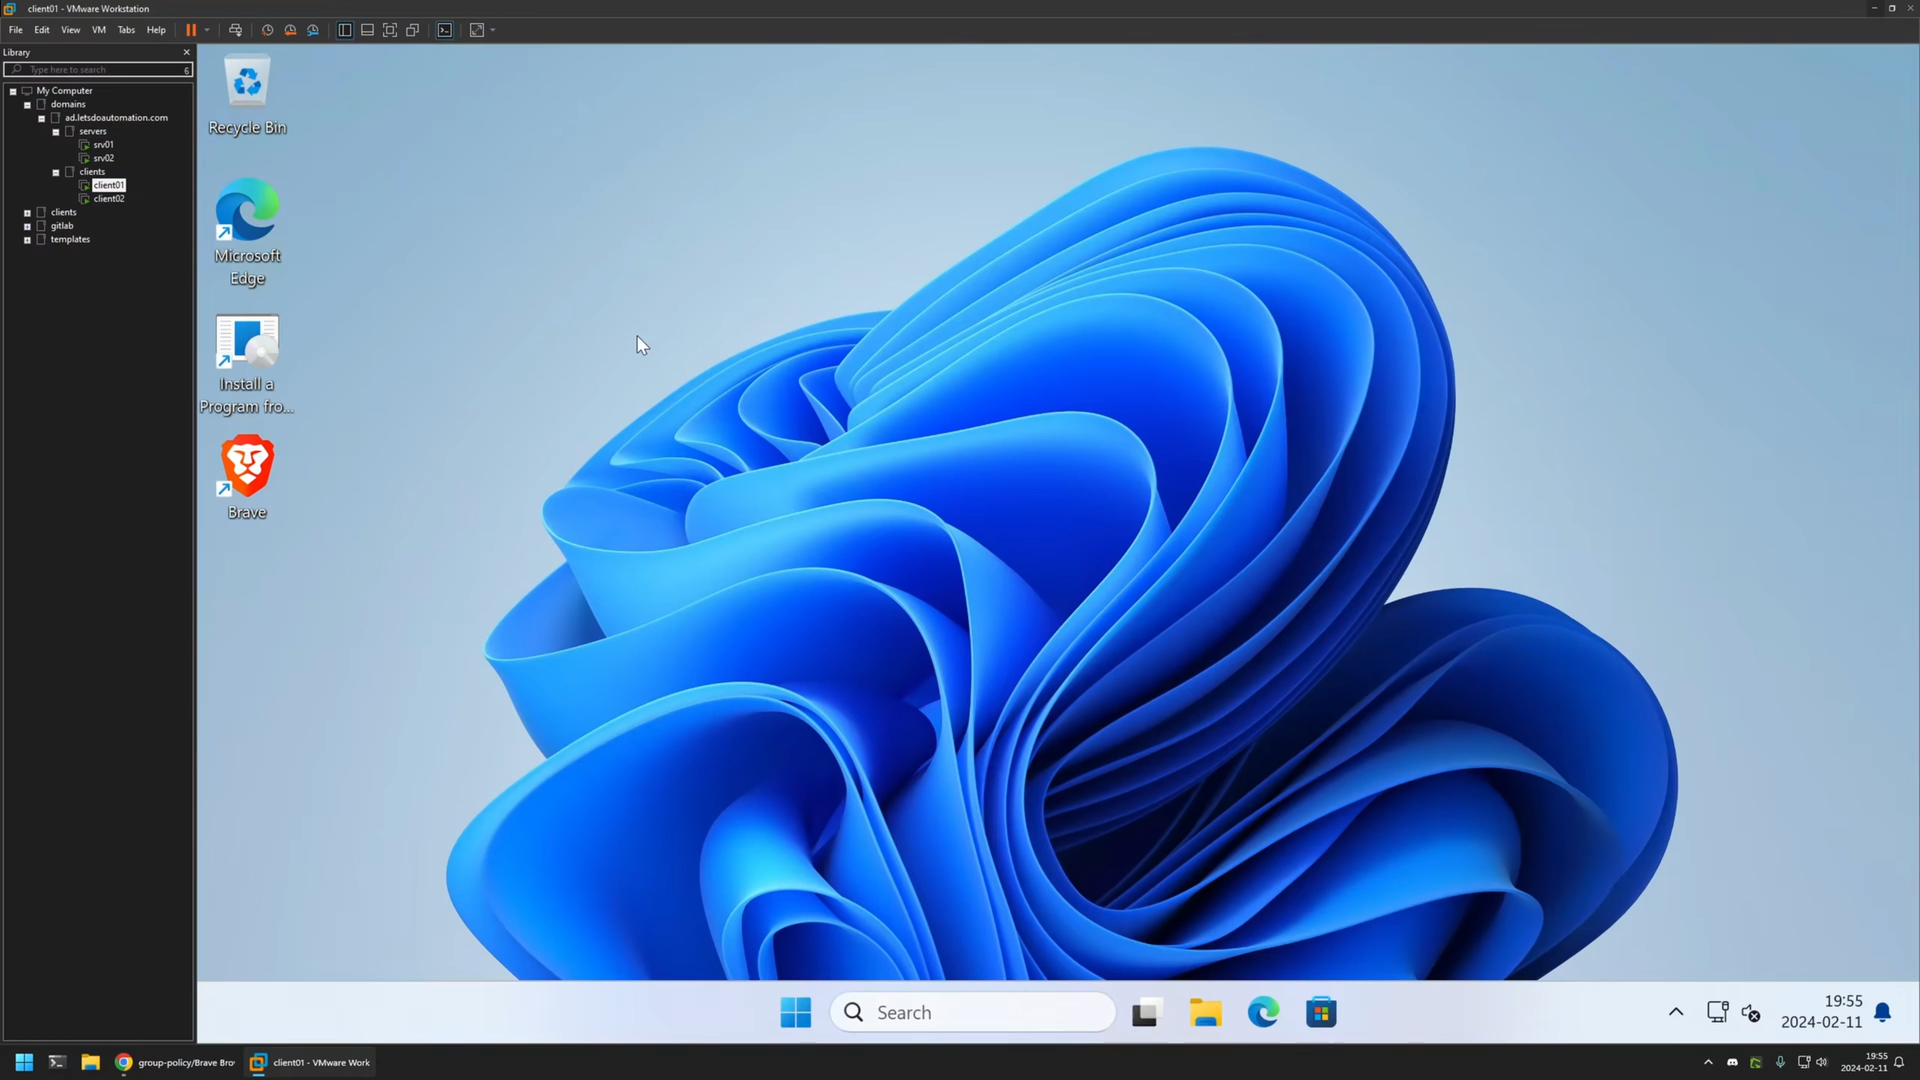 client01 - VMware Workstation
File Edit View VM Tabs Help
Library
Type here to search
My Computer
domains
ad.letsdoautomation.com
servers
srv01
srv02
clients
client01
client02
clients
gitlab
templates
Recycle Bin
Microsoft
Edge
Install a
Program fro...
Brave
Search
19:55
2024-02-11
group-policy/Brave Bro
client01 - VMware Work
19:55
2024-02-11